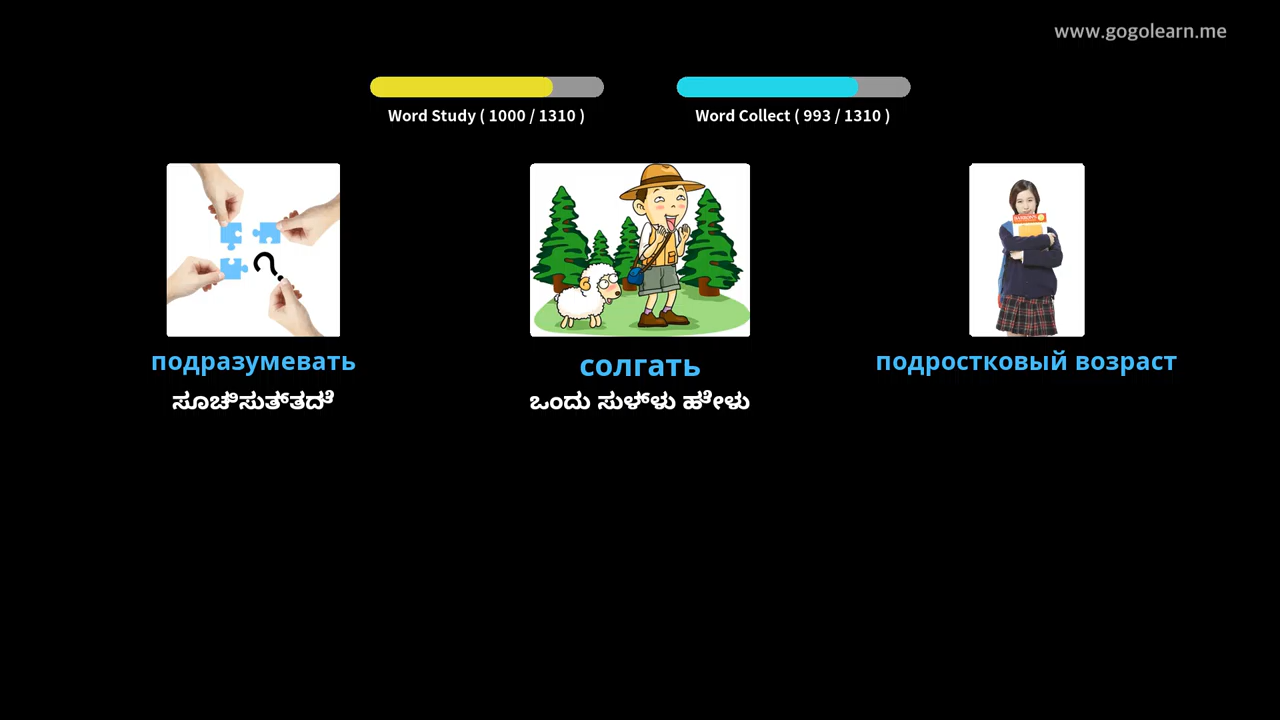 www.gogolearn.me
Word Study ( 1000 / 1310 )
Word Collect ( 993 / 1310 )
подразумевать
солгать
подростковый возраст
ಸೂಚಿಸುತ್ತದೆ
ಒಂದು ಸುಳ್ಳು ಹೇಳು